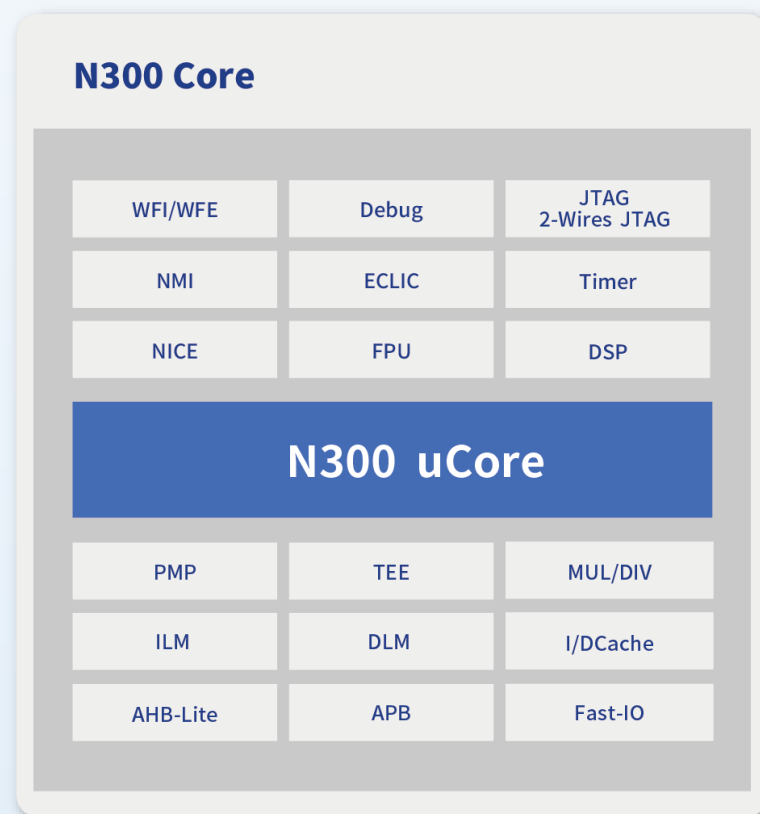 N300 Core
WFI/WFE
Debug
JTAG
2-Wires JTAG
NMI
ECLIC
Timer
NICE
FPU
DSP
N300 uCore
PMP
TEE
MUL/DIV
ILM
DLM
I/DCache
AHB-Lite
APB
Fast-IO